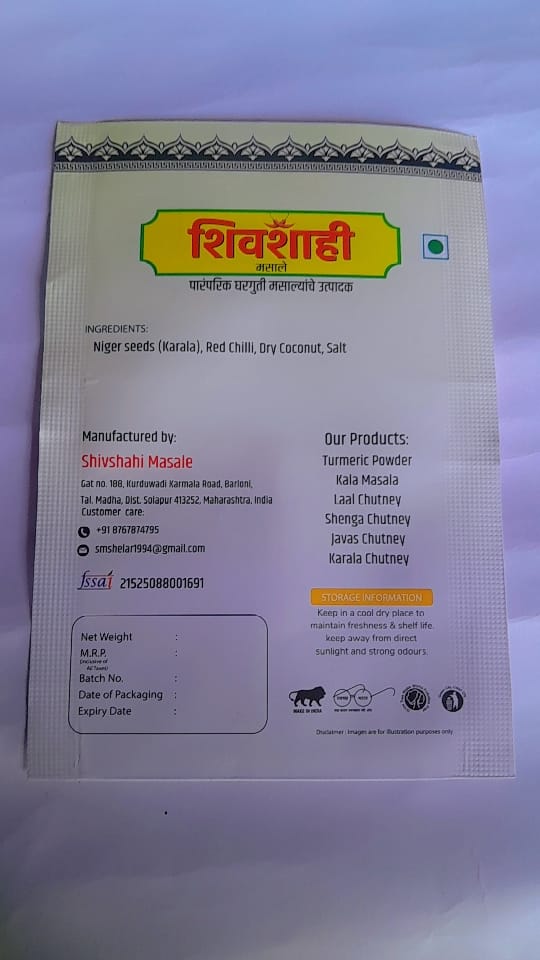 शिवशाही
मसाले
पारंपरिक घरगुती मसाल्यांचे उत्पादक
INGREDIENTS:
Niger seeds (Karala), Red Chilli, Dry Coconut, Salt
Manufactured by:
Shivshahi Masale
Gat no. 188, Kurduwadi Karmala Road, Barloni,
Tal. Madha, Dist. Solapur 413252, Maharashtra, India
Customer care:
+91 8767874795
smshelar1994@gmail.com
fssai 21525088001691
Net Weight :
M.R.P. :
(Inclusive of
All Taxes)
Batch No. :
Date of Packaging :
Expiry Date :
Our Products:
Turmeric Powder
Kala Masala
Laal Chutney
Shenga Chutney
Javas Chutney
Karala Chutney
STORAGE INFORMATION
Keep in a cool dry place to
maintain freshness & shelf life.
keep away from direct
sunlight and strong odours.
MAKE IN INDIA
Disclaimer : Images are for illustration purposes only